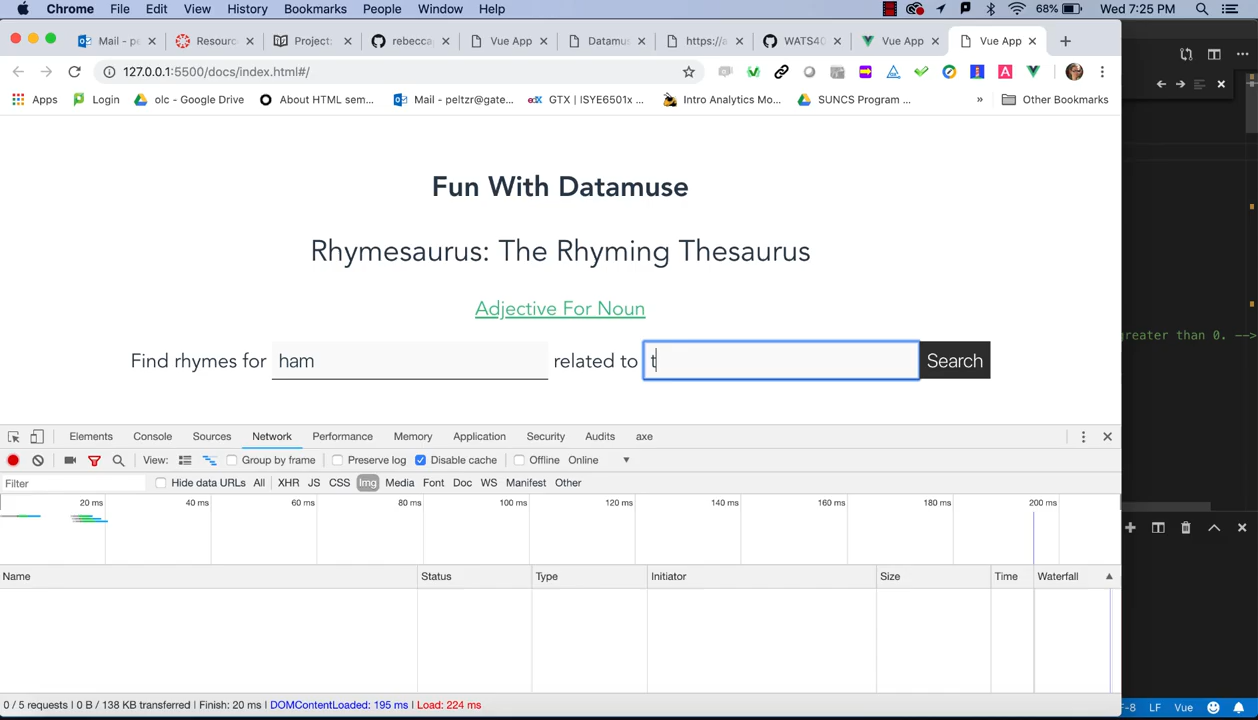 Chrome File Edit View History Bookmarks People Window Help 68% Wed 7:25 PM
Mail - pe Resourc Project: rebecca Vue App Datamus https://a WATS40 Vue App Vue App
127.0.0.1:5500/docs/index.html#/
Apps Login olc - Google Drive About HTML sem... Mail - peltzr@gate... edX GTX | ISYE6501x ... Intro Analytics Mo... SUNCS Program ... » Other Bookmarks
Fun With Datamuse
Rhymesaurus: The Rhyming Thesaurus
Adjective For Noun
greater than 0. -->
Find rhymes for ham related to t Search
Elements Console Sources Network Performance Memory Application Security Audits axe
View: Group by frame Preserve log Disable cache Offline Online
Filter Hide data URLs All XHR JS CSS Img Media Font Doc WS Manifest Other
20 ms 40 ms 60 ms 80 ms 100 ms 120 ms 140 ms 160 ms 180 ms 200 ms
Name Status Type Initiator Size Time Waterfall
0 / 5 requests | 0 B / 138 KB transferred | Finish: 20 ms | DOMContentLoaded: 195 ms | Load: 224 ms
F-8 LF Vue